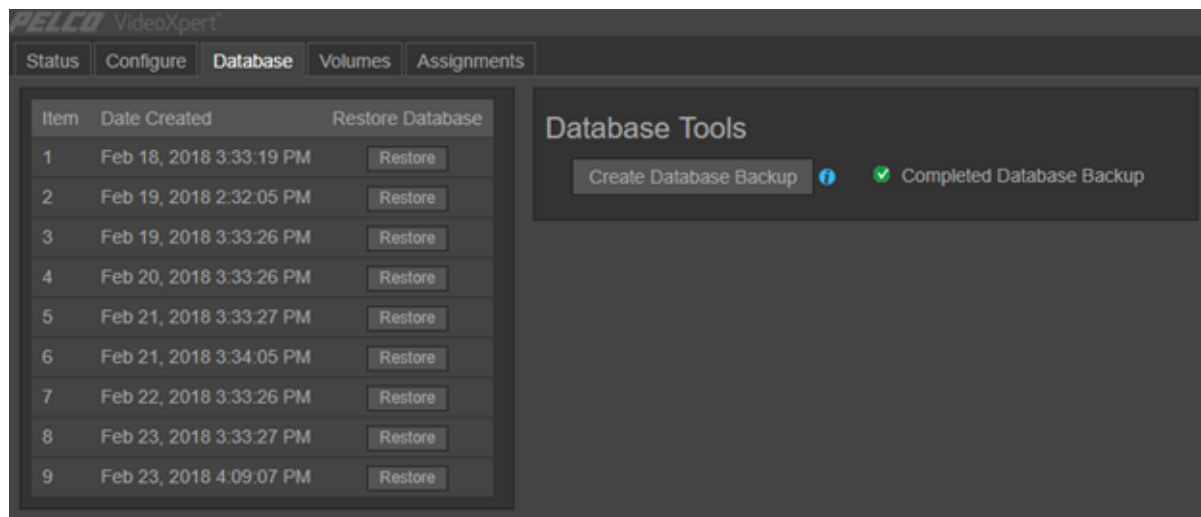 PELCO VideoXpert™
Status Configure Database Volumes Assignments
Item Date Created Restore Database
1 Feb 18, 2018 3:33:19 PM Restore
2 Feb 19, 2018 2:32:05 PM Restore
3 Feb 19, 2018 3:33:26 PM Restore
4 Feb 20, 2018 3:33:26 PM Restore
5 Feb 21, 2018 3:33:27 PM Restore
6 Feb 21, 2018 3:34:05 PM Restore
7 Feb 22, 2018 3:33:26 PM Restore
8 Feb 23, 2018 3:33:27 PM Restore
9 Feb 23, 2018 4:09:07 PM Restore
Database Tools
Create Database Backup i Completed Database Backup